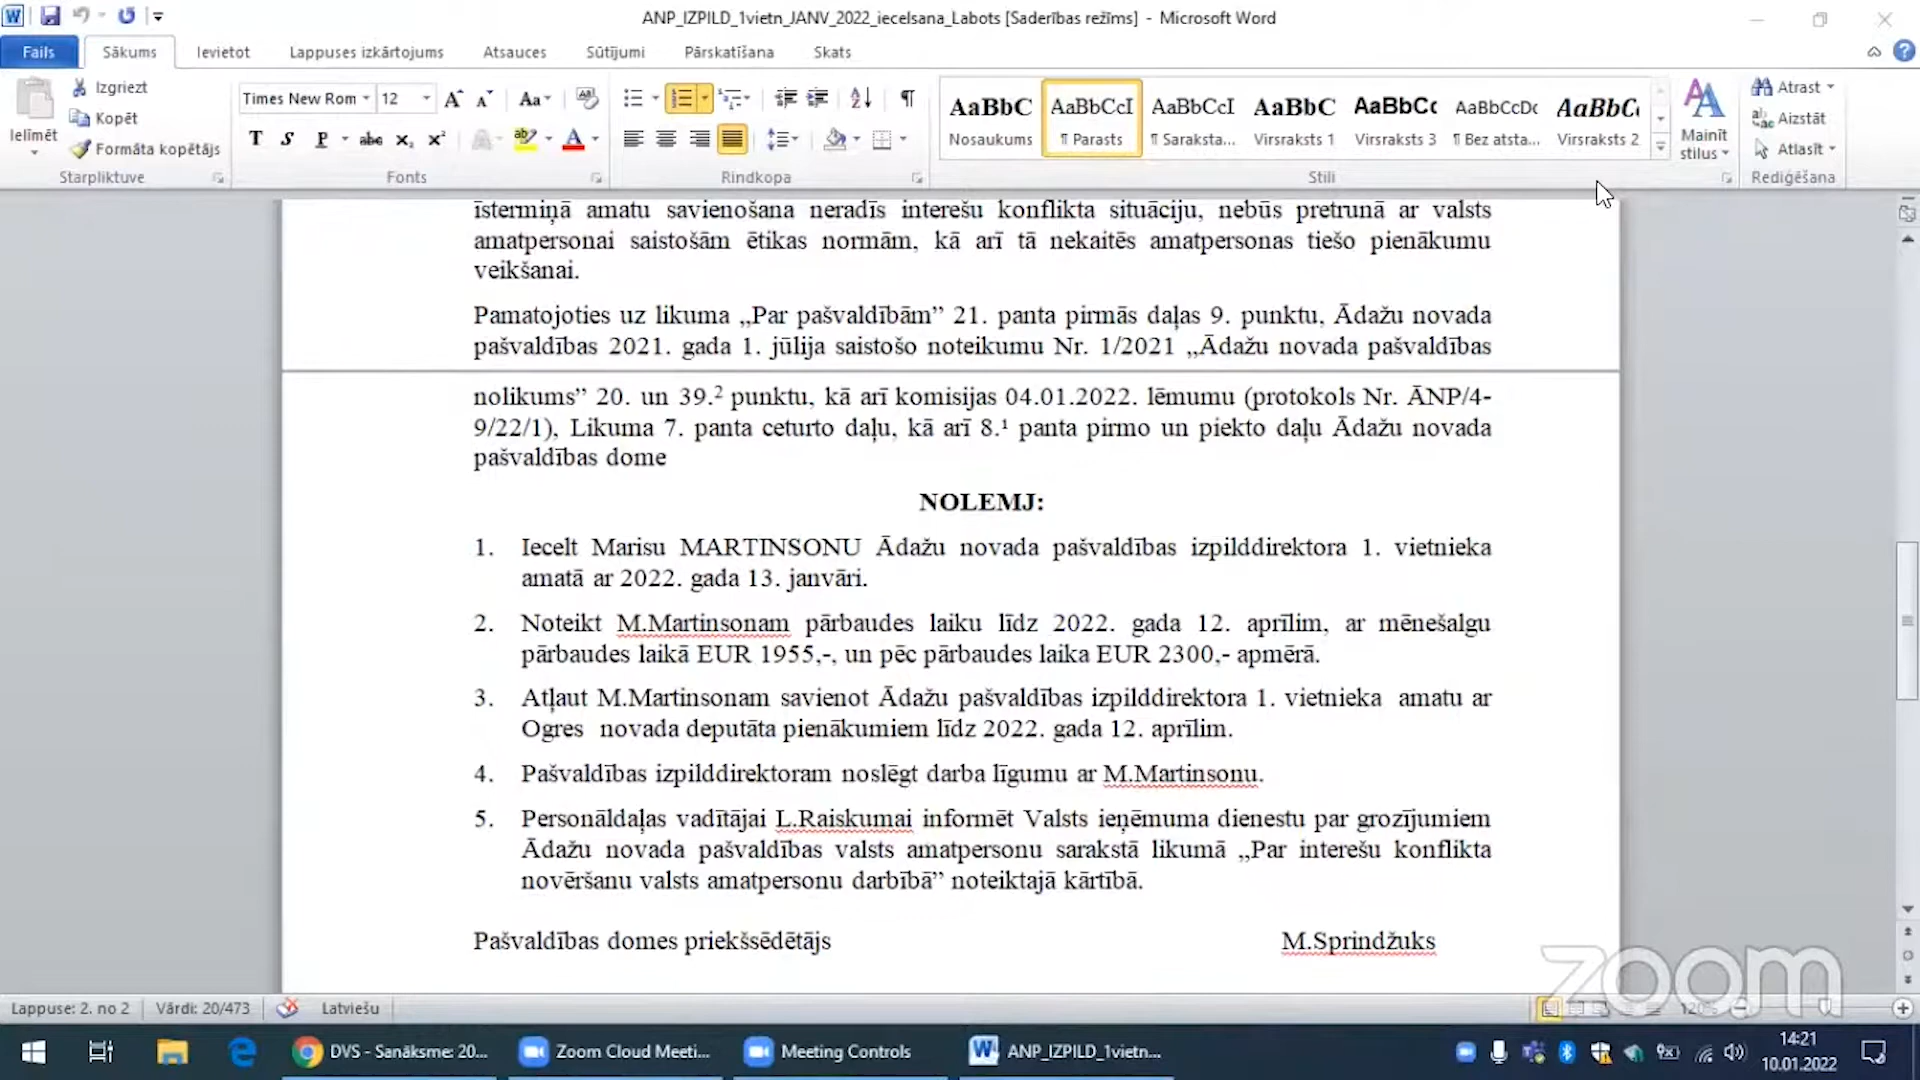 ANP_IZPILD_1vietn_JANV_2022_iecelsana_Labots [Saderības režīms] - Microsoft Word
Fails Sākums Ievietot Lappuses izkārtojums Atsauces Sūtījumi Pārskatīšana Skats
Izgriezt
Kopēt
Ielīmēt
Formāta kopētājs
Starpliktuve
Times New Rom 12
Fonts
Rindkopa
AaBbC AaBbCcI AaBbCcI AaBbC AaBbCc AaBbCcDc AaBbC
Nosaukums ¶ Parasts ¶ Saraksta... Virsraksts 1 Virsraksts 3 ¶ Bez atsta... Virsraksts 2
Stili
Mainīt
stilus
Atrast
Aizstāt
Atlasīt
Rediģēšana
īstermiņā amatu savienošana neradīs interešu konflikta situāciju, nebūs pretrunā ar valsts
amatpersonai saistošām ētikas normām, kā arī tā nekaitēs amatpersonas tiešo pienākumu
veikšanai.
Pamatojoties uz likuma „Par pašvaldībām” 21. panta pirmās daļas 9. punktu, Ādažu novada
pašvaldības 2021. gada 1. jūlija saistošo noteikumu Nr. 1/2021 „Ādažu novada pašvaldības
nolikums” 20. un 39.² punktu, kā arī komisijas 04.01.2022. lēmumu (protokols Nr. ĀNP/4-
9/22/1), Likuma 7. panta ceturto daļu, kā arī 8.¹ panta pirmo un piekto daļu Ādažu novada
pašvaldības dome
NOLEMJ:
1. Iecelt Marisu MARTINSONU Ādažu novada pašvaldības izpilddirektora 1. vietnieka
amatā ar 2022. gada 13. janvāri.
2. Noteikt M.Martinsonam pārbaudes laiku līdz 2022. gada 12. aprīlim, ar mēnešalgu
pārbaudes laikā EUR 1955,-, un pēc pārbaudes laika EUR 2300,- apmērā.
3. Atļaut M.Martinsonam savienot Ādažu pašvaldības izpilddirektora 1. vietnieka amatu ar
Ogres novada deputāta pienākumiem līdz 2022. gada 12. aprīlim.
4. Pašvaldības izpilddirektoram noslēgt darba līgumu ar M.Martinsonu.
5. Personāldaļas vadītājai L.Raiskumai informēt Valsts ieņēmuma dienestu par grozījumiem
Ādažu novada pašvaldības valsts amatpersonu sarakstā likumā „Par interešu konflikta
novēršanu valsts amatpersonu darbībā” noteiktajā kārtībā.
Pašvaldības domes priekšsēdētājs M.Sprindžuks
zoom
Lappuse: 2. no 2 Vārdi: 20/473 Latviešu
DVS - Sanāksme: 20... Zoom Cloud Meeti... Meeting Controls ANP_IZPILD_1vietn...
14:21
10.01.2022